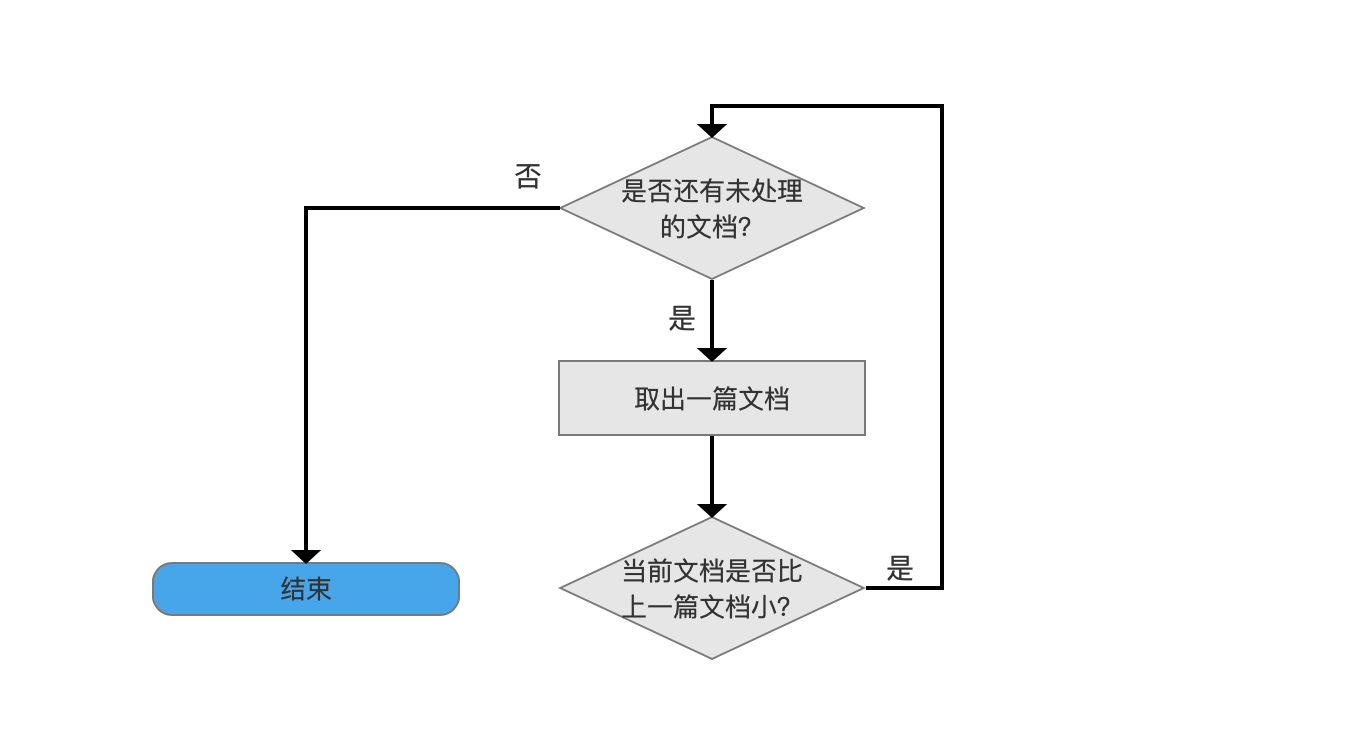 否
是否还有未处理
的文档?
是
取出一篇文档
当前文档是否比
上一篇文档小?
是
结束